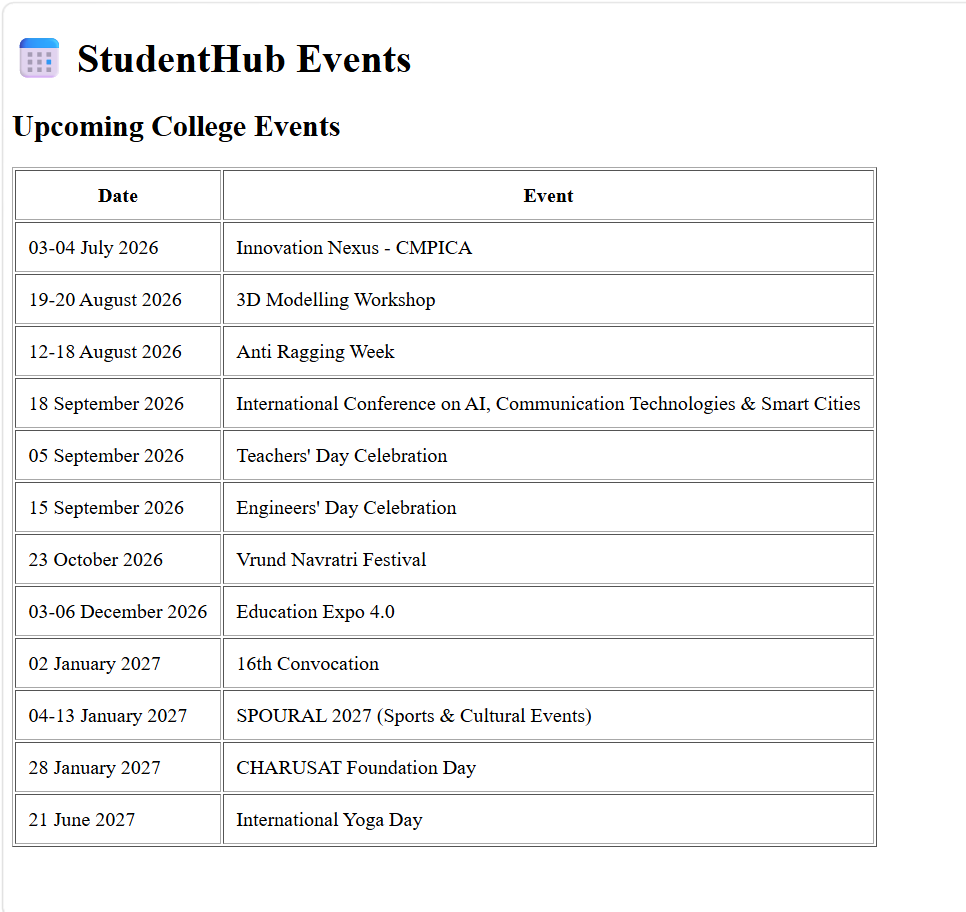 StudentHub Events
Upcoming College Events
Date Event
03-04 July 2026 Innovation Nexus - CMPICA
19-20 August 2026 3D Modelling Workshop
12-18 August 2026 Anti Ragging Week
18 September 2026 International Conference on AI, Communication Technologies & Smart Cities
05 September 2026 Teachers' Day Celebration
15 September 2026 Engineers' Day Celebration
23 October 2026 Vrund Navratri Festival
03-06 December 2026 Education Expo 4.0
02 January 2027 16th Convocation
04-13 January 2027 SPOURAL 2027 (Sports & Cultural Events)
28 January 2027 CHARUSAT Foundation Day
21 June 2027 International Yoga Day